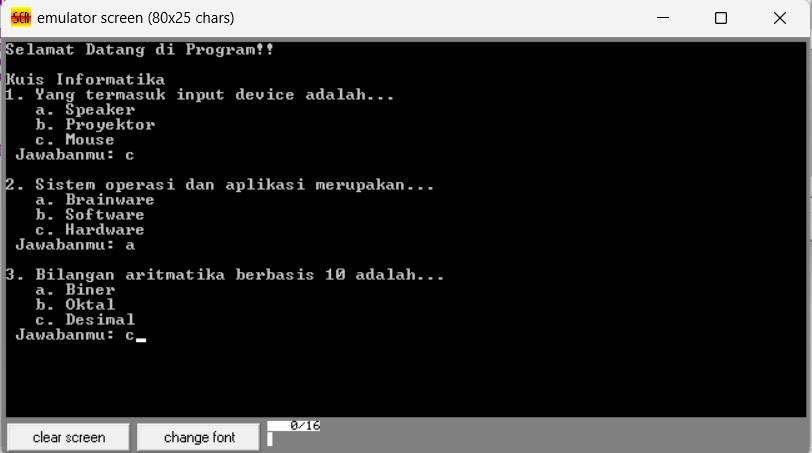 SCR emulator screen (80x25 chars)
Selamat Datang di Program!!
Kuis Informatika
1. Yang termasuk input device adalah...
a. Speaker
b. Proyektor
c. Mouse
Jawabanmu: c
2. Sistem operasi dan aplikasi merupakan...
a. Brainware
b. Software
c. Hardware
Jawabanmu: a
3. Bilangan aritmatika berbasis 10 adalah...
a. Biner
b. Oktal
c. Desimal
Jawabanmu: c
clear screen change font 0/16